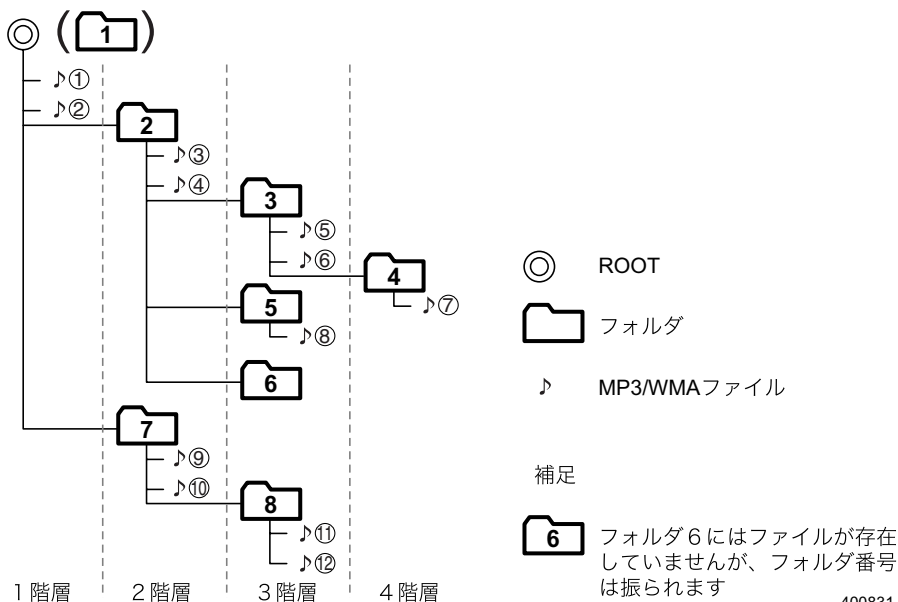 (1)
♪①
♪②
2
♪③
♪④
3
♪⑤
♪⑥
4
♪⑦
5
♪⑧
6
7
♪⑨
♪⑩
8
♪⑪
♪⑫
1階層
2階層
3階層
4階層
ROOT
フォルダ
♪ MP3/WMAファイル
補足
6 フォルダ6にはファイルが存在
していませんが、フォルダ番号
は振られます
400831